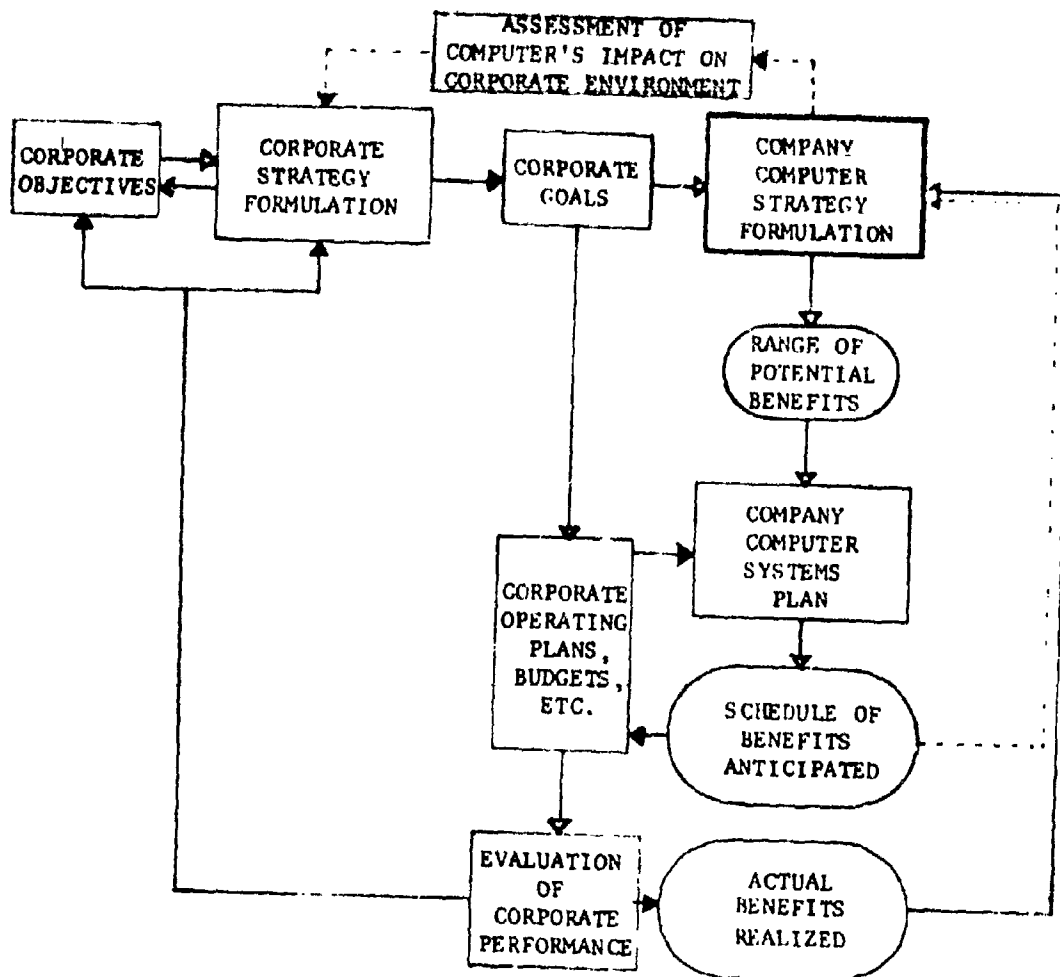 ASSESSMENT OF
COMPUTER'S IMPACT ON
CORPORATE ENVIRONMENT
CORPORATE
OBJECTIVES
CORPORATE
STRATEGY
FORMULATION
CORPORATE
GOALS
COMPANY
COMPUTER
STRATEGY
FORMULATION
RANGE OF
POTENTIAL
BENEFITS
COMPANY
COMPUTER
SYSTEMS
PLAN
CORPORATE
OPERATING
PLANS,
BUDGETS,
ETC.
SCHEDULE OF
BENEFITS
ANTICIPATED
EVALUATION
OF
CORPORATE
PERFORMANCE
ACTUAL
BENEFITS
REALIZED